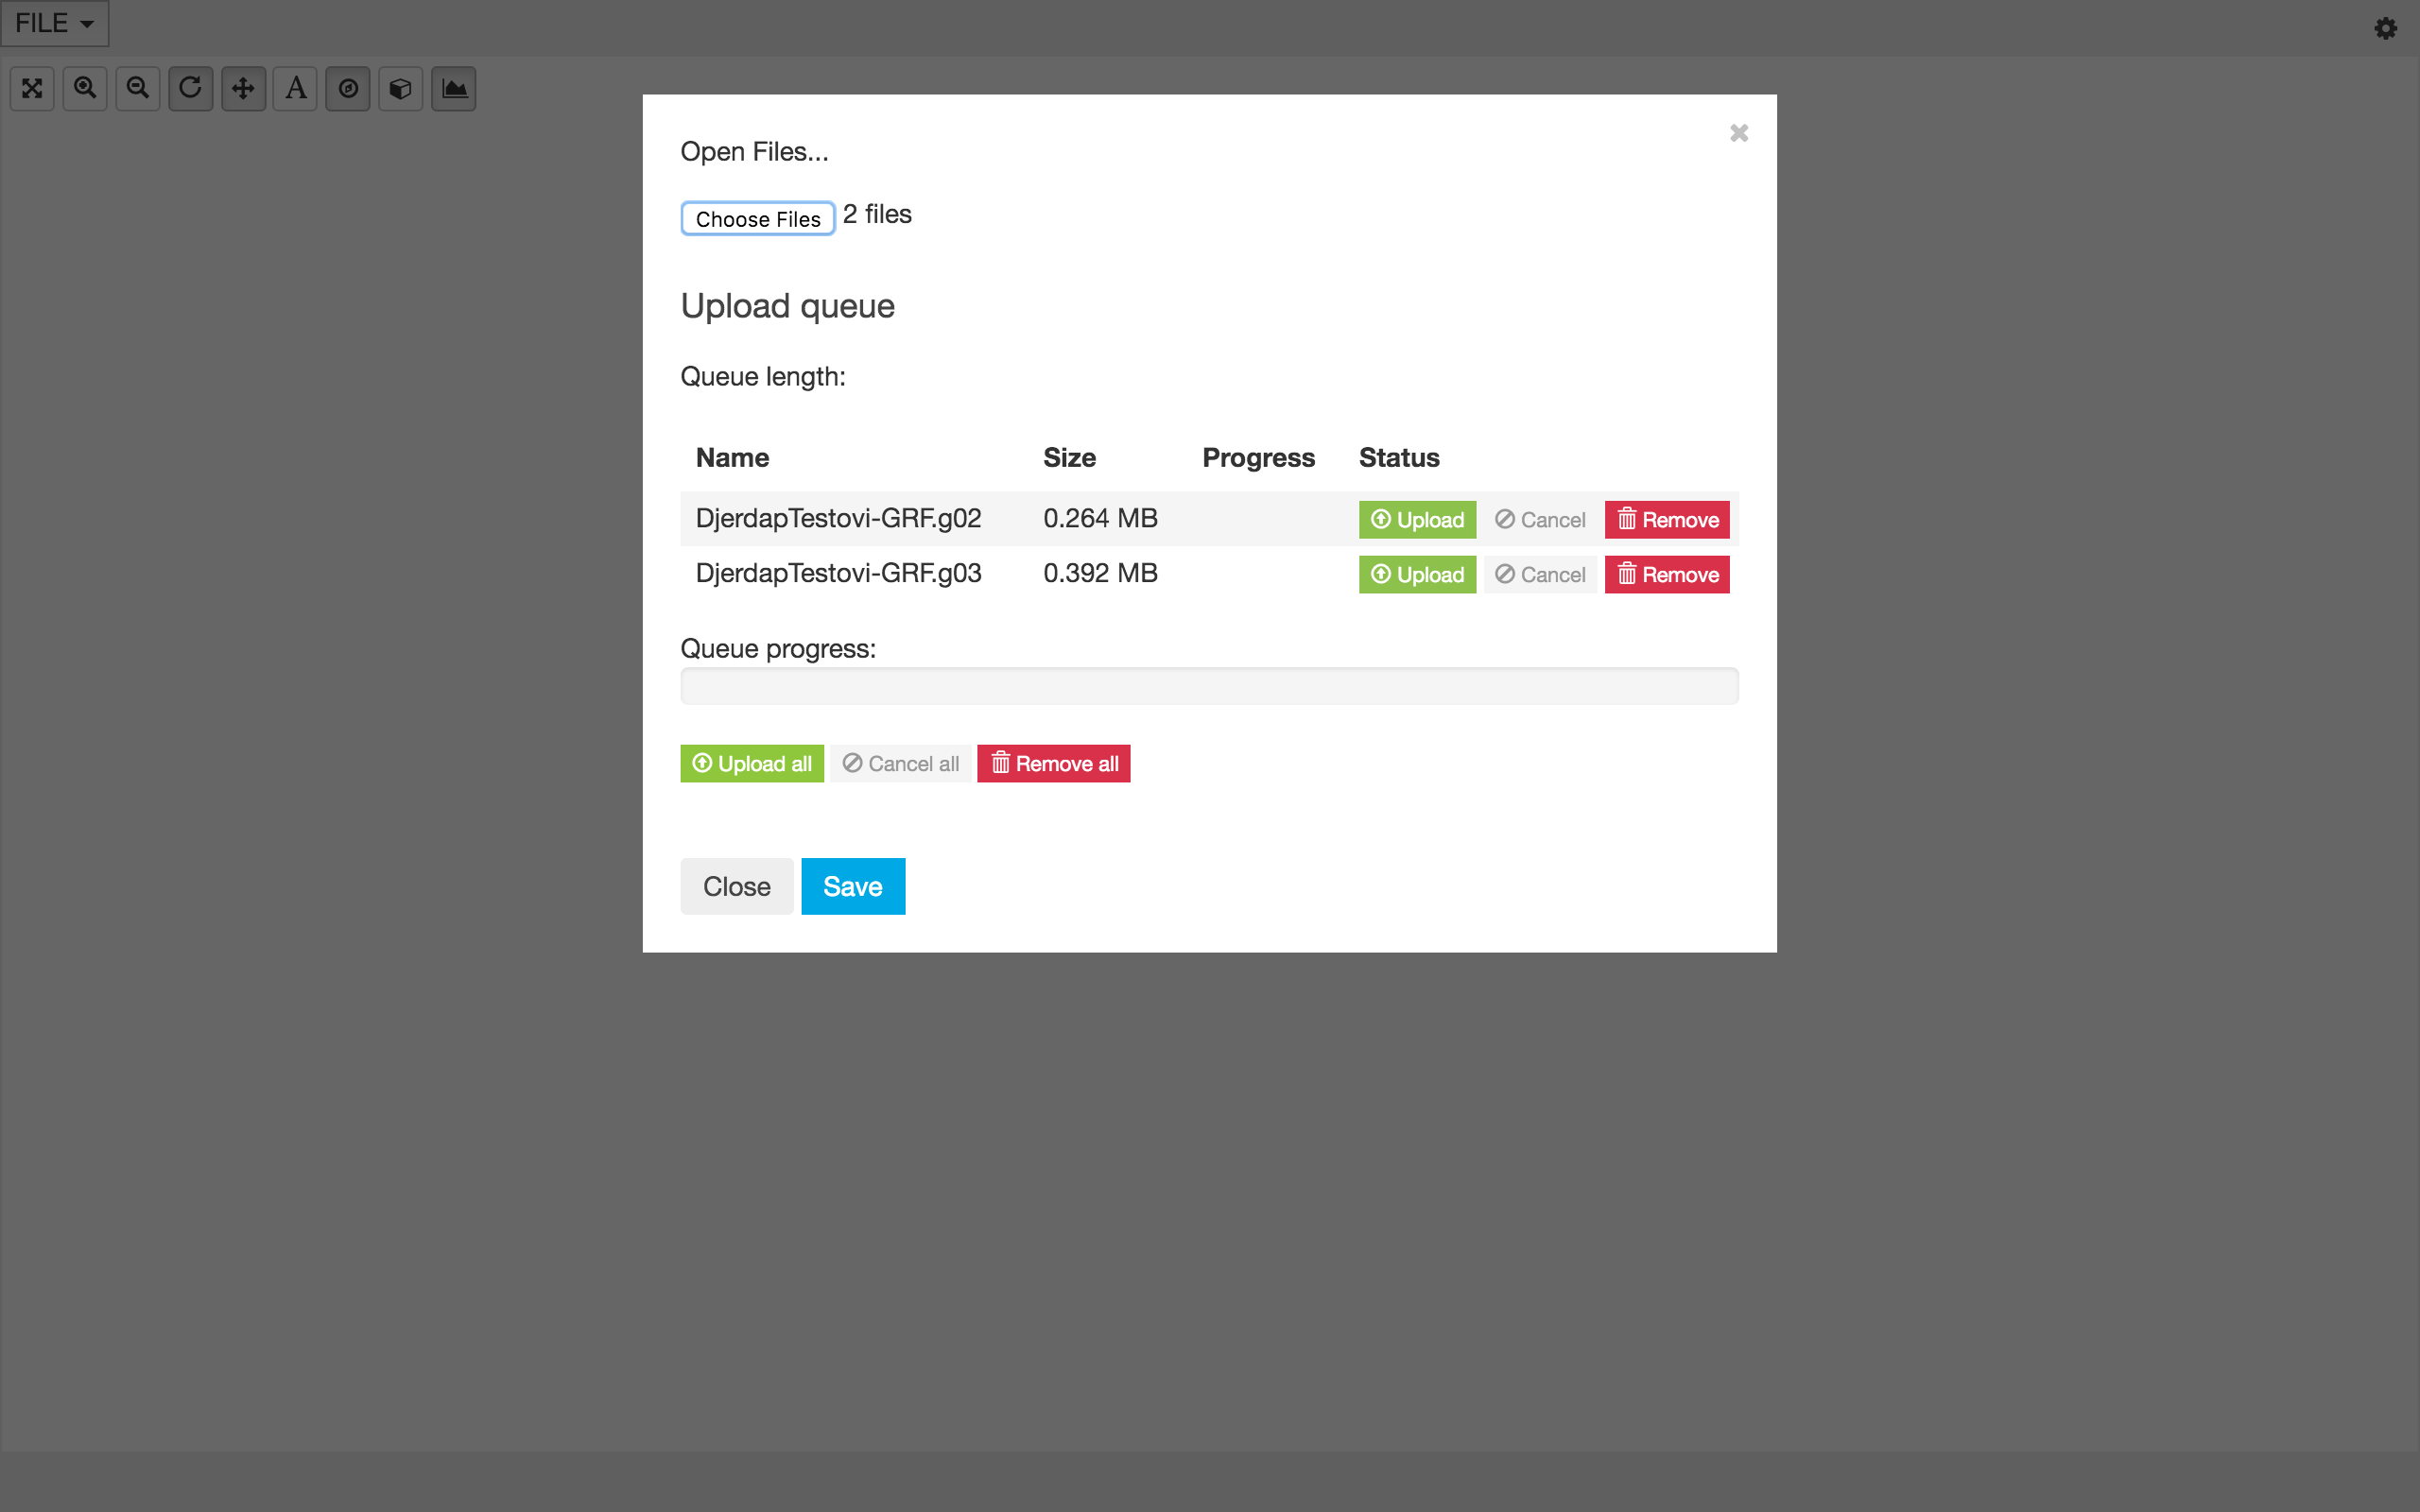 FILE
A
Open Files...
Choose Files 2 files
Upload queue
Queue length:
Name Size Progress Status
DjerdapTestovi-GRF.g02 0.264 MB Upload Cancel Remove
DjerdapTestovi-GRF.g03 0.392 MB Upload Cancel Remove
Queue progress:
Upload all Cancel all Remove all
Close Save